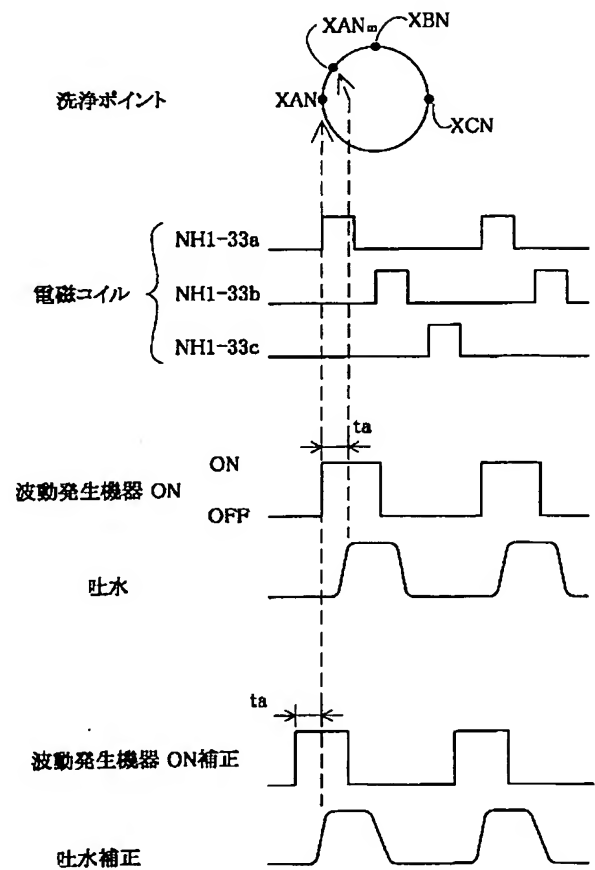 XANm
XBN
洗浄ポイント
XAN
XCN
NH1-33a
電磁コイル
NH1-33b
NH1-33c
ta
ON
波動発生機器 ON
OFF
吐水
ta
波動発生機器 ON補正
吐水補正